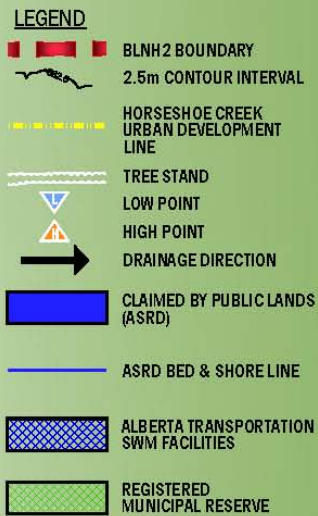 LEGEND
BLNH2 BOUNDARY
2.5m CONTOUR INTERVAL
HORSESHOE CREEK
URBAN DEVELOPMENT
LINE
TREE STAND
L
LOW POINT
H
HIGH POINT
DRAINAGE DIRECTION
CLAIMED BY PUBLIC LANDS
(ASRD)
ASRD BED & SHORE LINE
ALBERTA TRANSPORTATION
SWM FACILITIES
REGISTERED
MUNICIPAL RESERVE